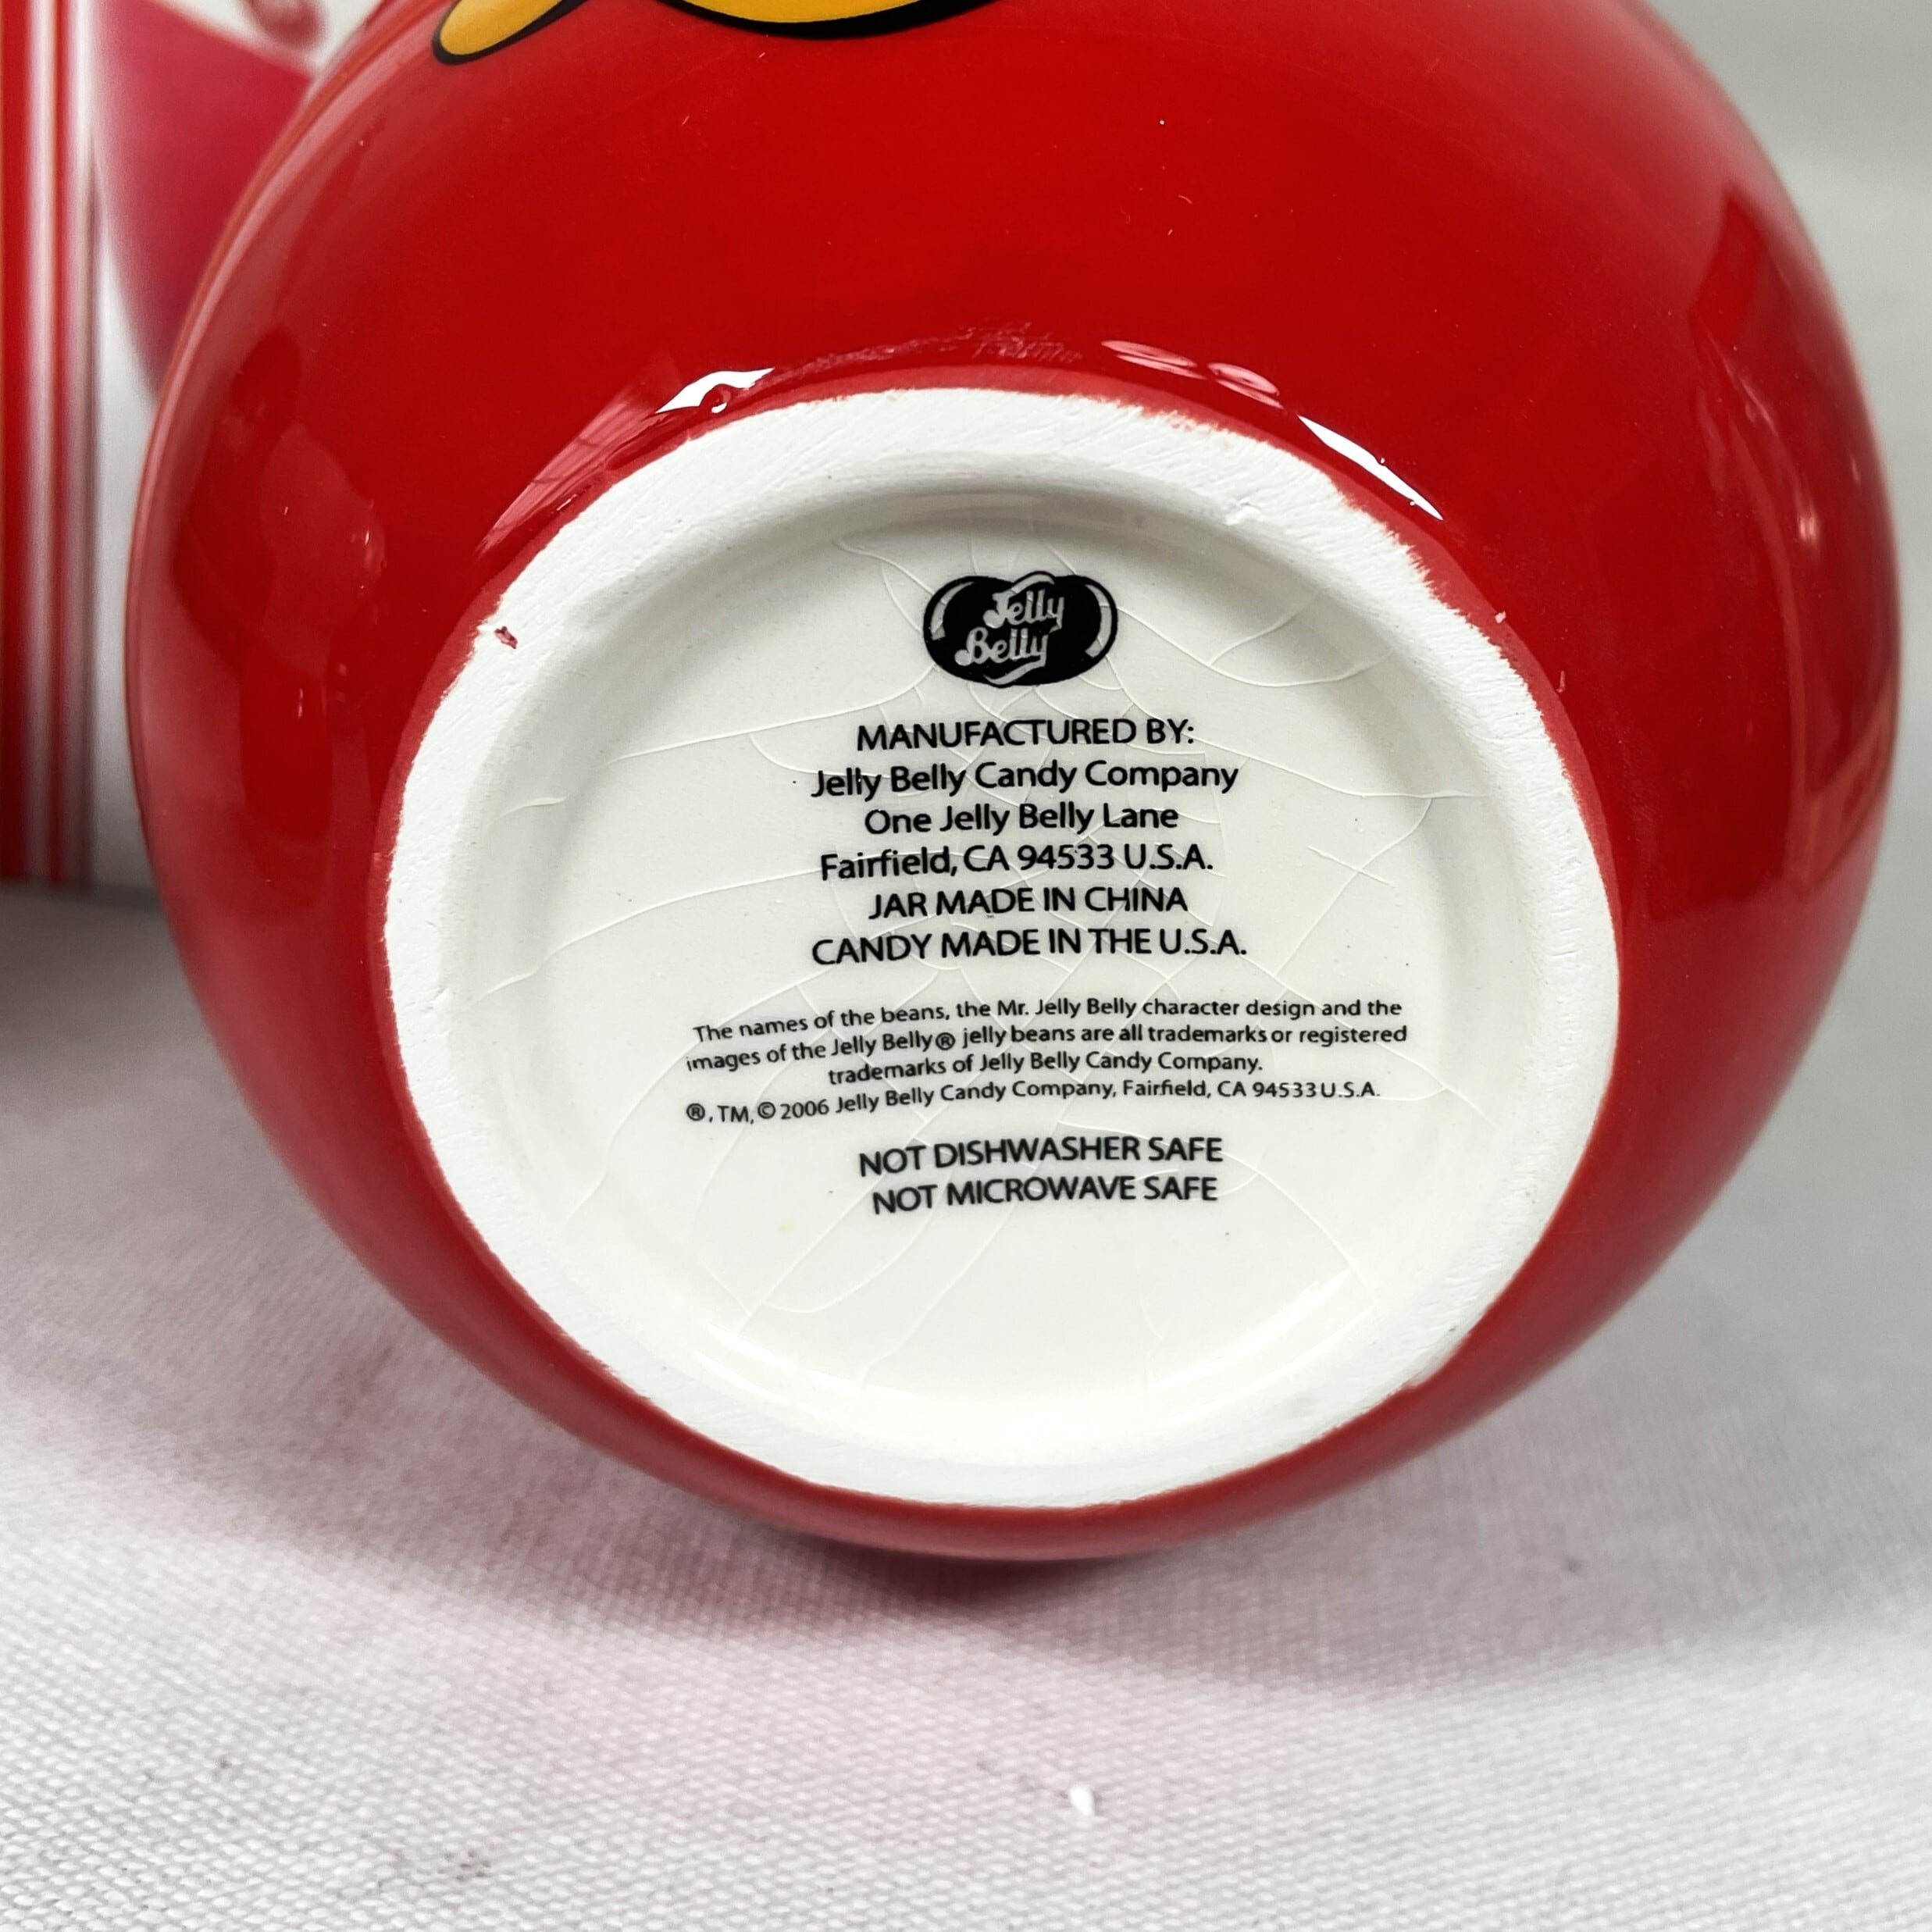 Jelly
Belly
MANUFACTURED BY:
Jelly Belly Candy Company
One Jelly Belly Lane
Fairfield, CA 94533 U.S.A.
JAR MADE IN CHINA
CANDY MADE IN THE U.S.A.
The names of the beans, the Mr. Jelly Belly character design and the
images of the Jelly Belly® jelly beans are all trademarks or registered
trademarks of Jelly Belly Candy Company.
®, TM, © 2006 Jelly Belly Candy Company, Fairfield, CA 94533 U.S.A.
NOT DISHWASHER SAFE
NOT MICROWAVE SAFE